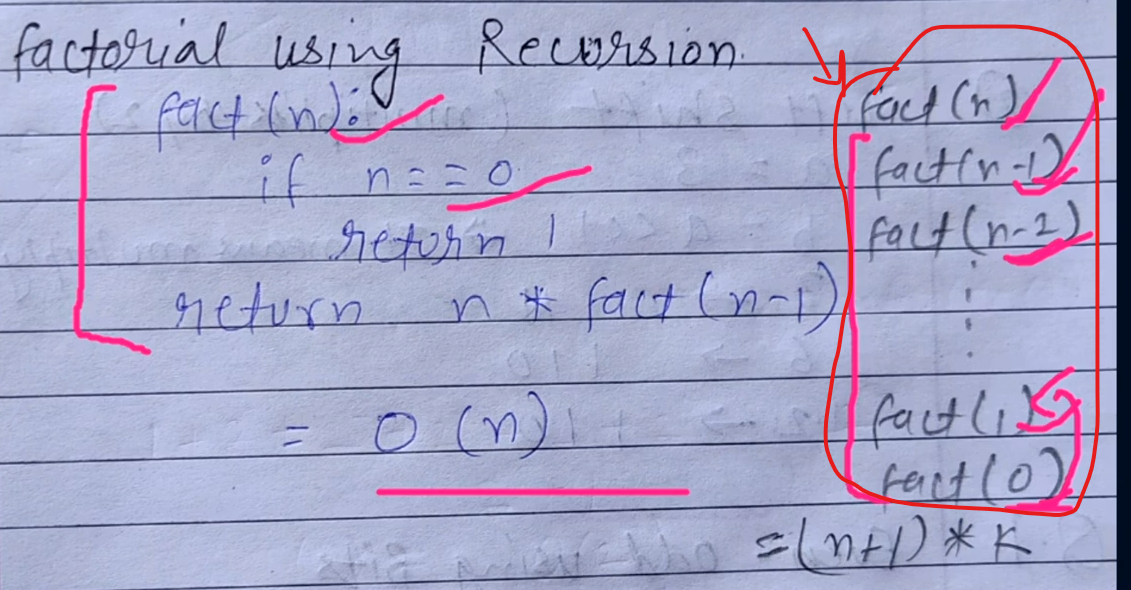 factorial using Recursion.
fact(n):
if n==0
return 1
return n * fact(n-1)
= O(n)
fact(n)
fact(n-1)
fact(n-2)
fact(1)
fact(0)
=(n+1)*K